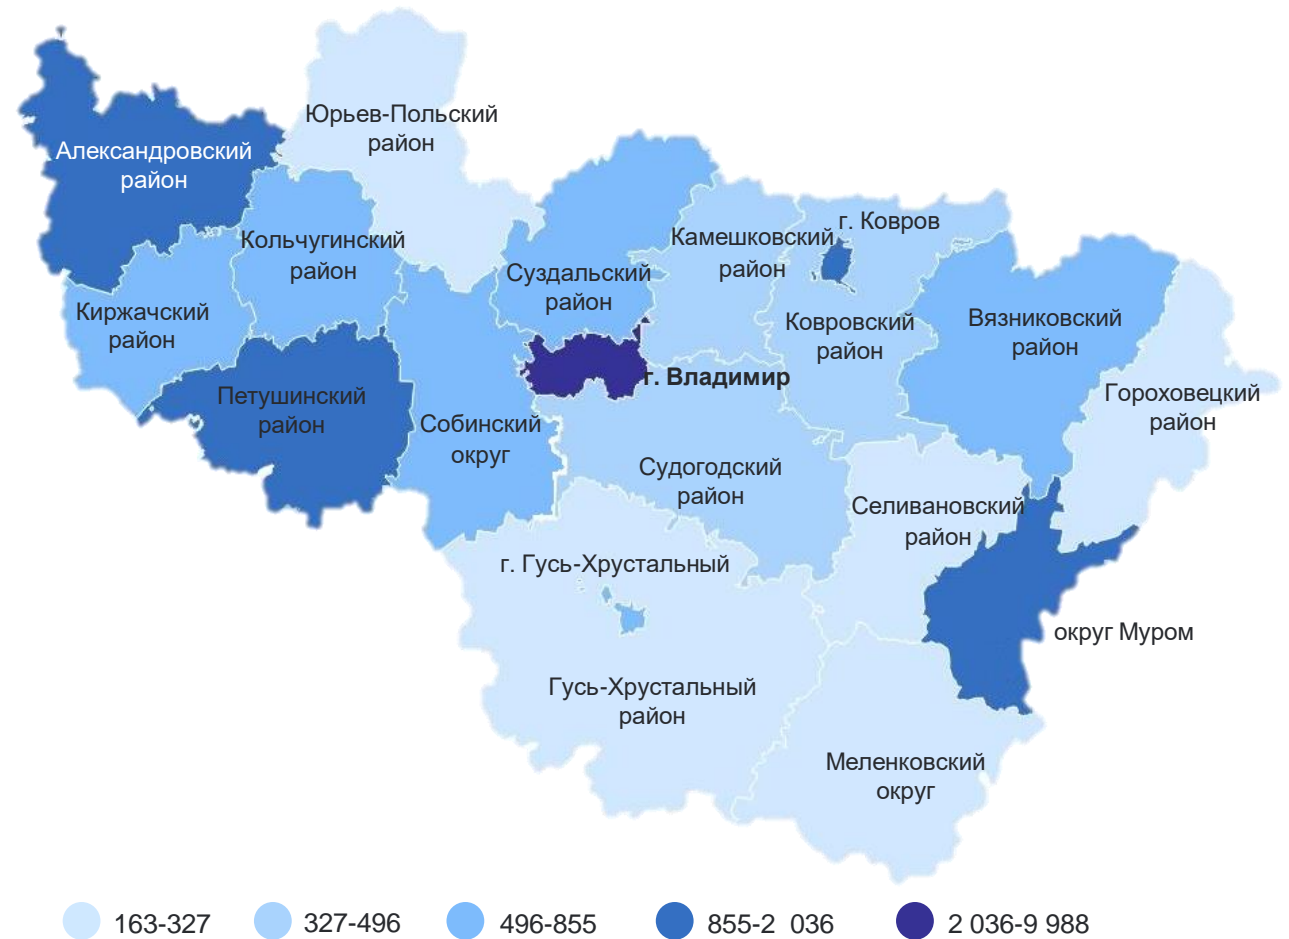 Юрьев-Польский
район
Александровский
район
г. Ковров
Кольчугинский
район
Камешковский
район
Суздальский
район
Киржачский
район
Ковровский
район
Вязниковский
район
г. Владимир
Петушинский
район
Гороховецкий
район
Собинский
округ
Судогодский
район
Селивановский
район
г. Гусь-Хрустальный
округ Муром
Гусь-Хрустальный
район
Меленковский
округ
163-327 327-496 496-855 855-2 036 2 036-9 988